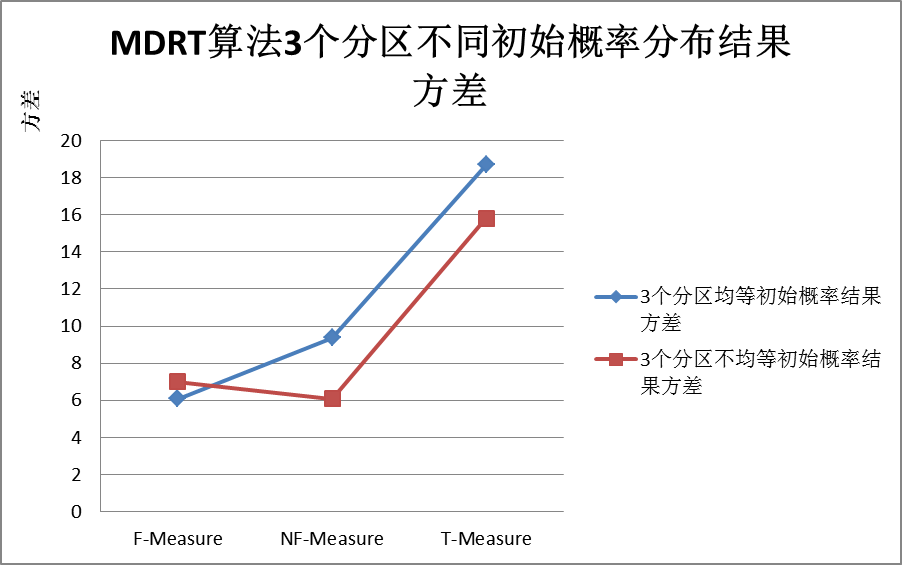 MDRT算法3个分区不同初始概率分布结果
方差
方差
20
18
16
14
12
10
8
6
4
2
0
F-Measure
NF-Measure
T-Measure
3个分区均等初始概率结果
方差
3个分区不均等初始概率结
果方差